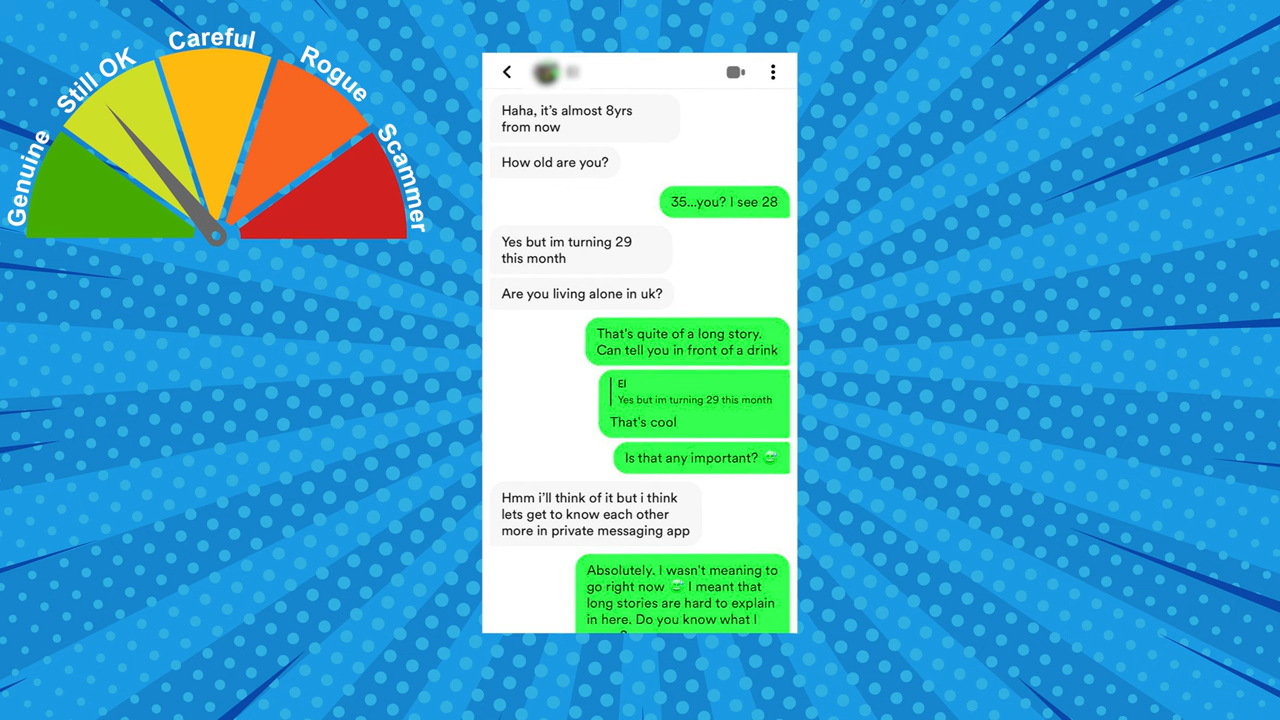 Genuine
Still OK
Careful
Rogue
Scammer
Haha, it's almost 8yrs
from now
How old are you?
35...you? I see 28
Yes but im turning 29
this month
Are you living alone in uk?
That's quite of a long story.
Can tell you in front of a drink
El
Yes but im turning 29 this month
That's cool
Is that any important?
Hmm i'll think of it but i think
lets get to know each other
more in private messaging app
Absolutely. I wasn't meaning to
go right now I meant that
long stories are hard to explain
in here. Do you know what I